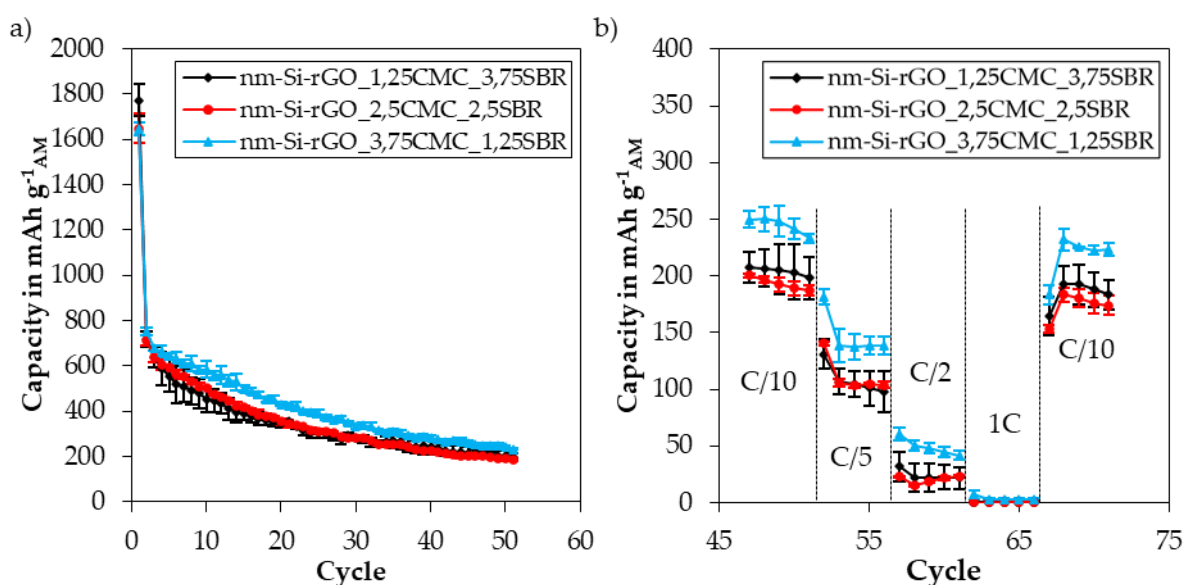 a)
Capacity in mAh g⁻¹AM
2000
1800
1600
1400
1200
1000
800
600
400
200
0
nm-Si-rGO_1,25CMC_3,75SBR
nm-Si-rGO_2,5CMC_2,5SBR
nm-Si-rGO_3,75CMC_1,25SBR
0 10 20 30 40 50 60
Cycle
b)
Capacity in mAh g⁻¹AM
400
350
300
250
200
150
100
50
0
nm-Si-rGO_1,25CMC_3,75SBR
nm-Si-rGO_2,5CMC_2,5SBR
nm-Si-rGO_3,75CMC_1,25SBR
C/10
C/5
C/2
1C
C/10
45 55 65 75
Cycle